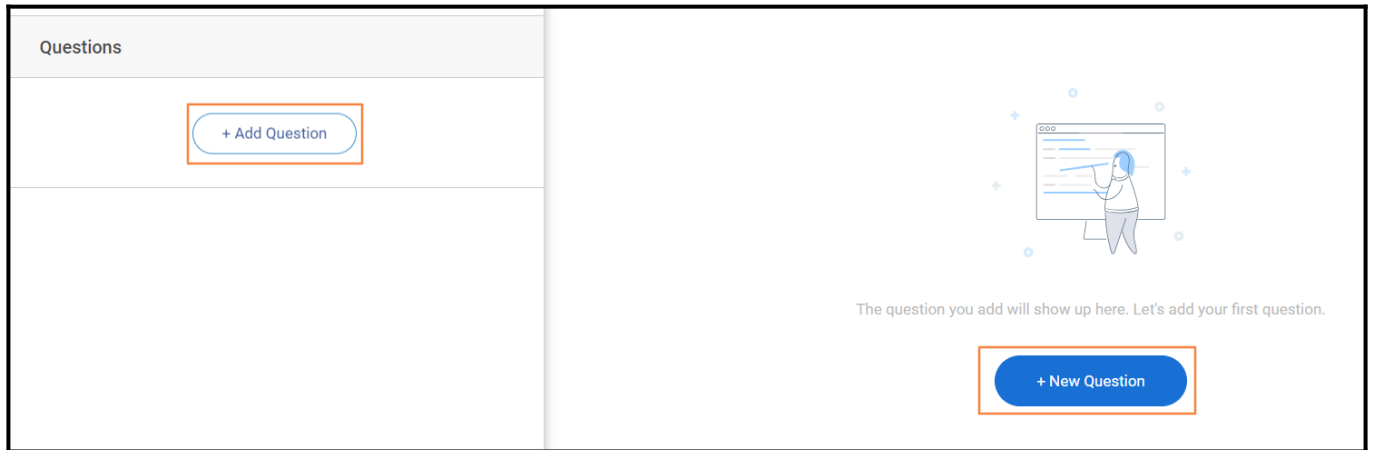 Questions
+ Add Question
The question you add will show up here. Let's add your first question.
+ New Question